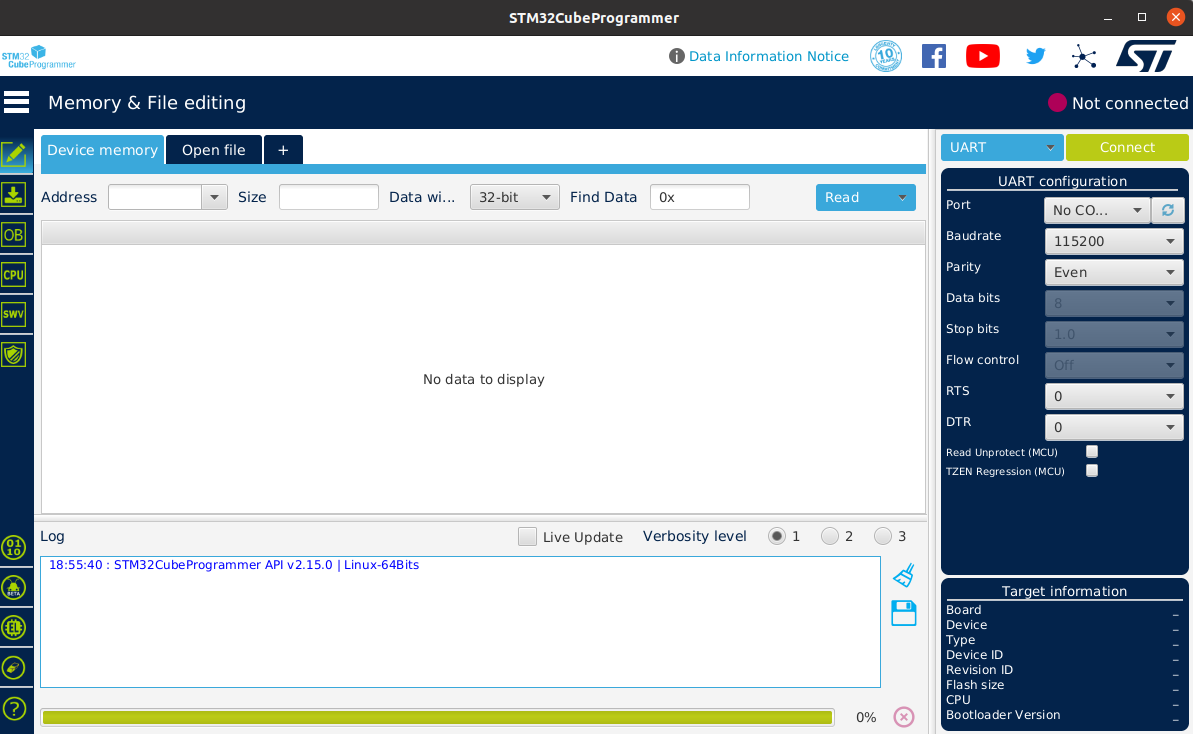 STM32CubeProgrammer
STM32
CubeProgrammer
Data Information Notice
10
Memory & File editing
Not connected
Device memory
Open file
+
UART
Connect
Address
Size
Data wi...
32-bit
Find Data
0x
Read
OB
CPU
SWV
No data to display
UART configuration
Port
No CO...
Baudrate
115200
Parity
Even
Data bits
8
Stop bits
1.0
Flow control
Off
RTS
0
DTR
0
Read Unprotect (MCU)
TZEN Regression (MCU)
Log
Live Update
Verbosity level
1
2
3
18:55:40 : STM32CubeProgrammer API v2.15.0 | Linux-64Bits
01
10
BETA
EL
?
0%
Target information
Board _
Device _
Type _
Device ID _
Revision ID _
Flash size _
CPU _
Bootloader Version _